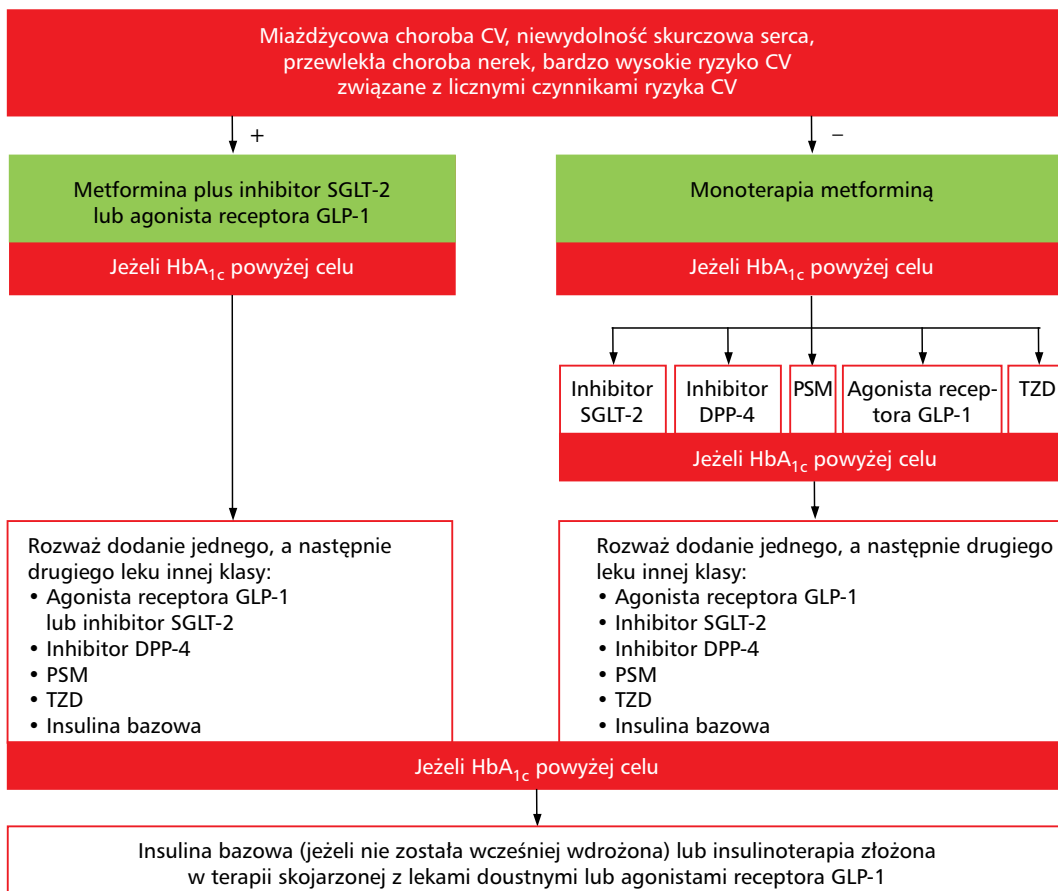 Miażdżycowa choroba CV, niewydolność skurczowa serca,
przewlekła choroba nerek, bardzo wysokie ryzyko CV
związane z licznymi czynnikami ryzyka CV
+
–
Metformina plus inhibitor SGLT-2
lub agonista receptora GLP-1
Jeżeli HbA1c powyżej celu
Monoterapia metforminą
Jeżeli HbA1c powyżej celu
Inhibitor
SGLT-2
Inhibitor
DPP-4
PSM
Agonista recep-
tora GLP-1
TZD
Jeżeli HbA1c powyżej celu
Rozważ dodanie jednego, a następnie
drugiego leku innej klasy:
• Agonista receptora GLP-1
lub inhibitor SGLT-2
• Inhibitor DPP-4
• PSM
• TZD
• Insulina bazowa
Rozważ dodanie jednego, a następnie drugiego
leku innej klasy:
• Agonista receptora GLP-1
• Inhibitor SGLT-2
• Inhibitor DPP-4
• PSM
• TZD
• Insulina bazowa
Jeżeli HbA1c powyżej celu
Insulina bazowa (jeżeli nie została wcześniej wdrożona) lub insulinoterapia złożona
w terapii skojarzonej z lekami doustnymi lub agonistami receptora GLP-1